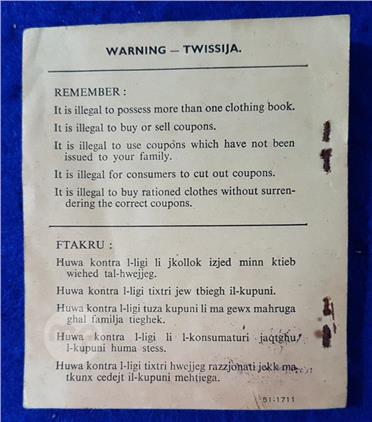 WARNING — TWISSIJA.
REMEMBER :
It is illegal to possess more than one clothing book.
It is illegal to buy or sell coupons.
It is illegal to use coupons which have not been
issued to your family.
It is illegal for consumers to cut out coupons.
It is illegal to buy rationed clothes without surren-
dering the correct coupons.
FTAKRU :
Huwa kontra l-ligi li jkollok izjed minn ktieb
wiehed tal-hwejjeg.
Huwa kontra l-ligi tixtri jew tbiegh il-kupuni.
Huwa kontra l-ligi tuza kupuni li ma gewx mahruga
ghal familja tieghek.
Huwa kontra l-ligi li l-konsumaturi jaqtghu
l-kupuni huma stess.
Huwa kontra l-ligi tixtri hwejjeg razzjonati jekk ma
tkunx cedejt il-kupuni mehtiega.
51-1711